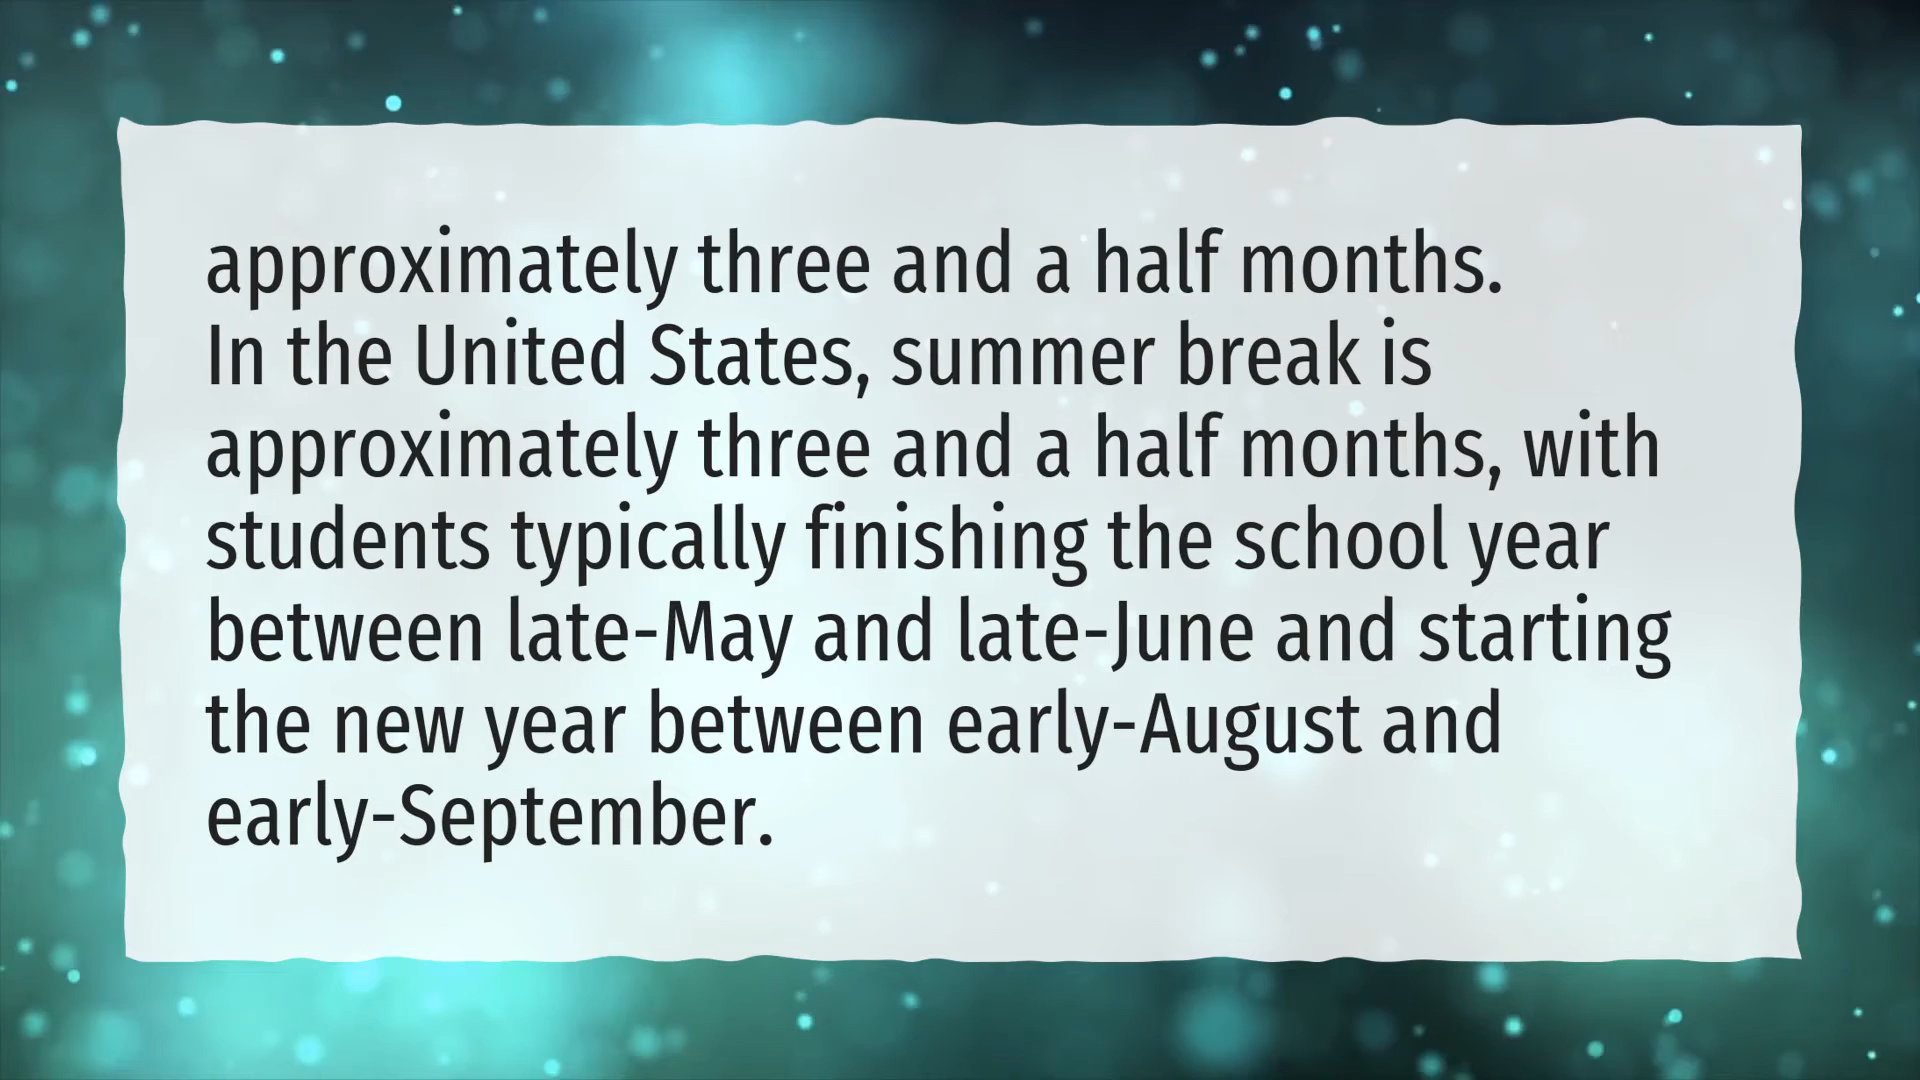 approximately three and a half months.
In the United States, summer break is
approximately three and a half months, with
students typically finishing the school year
between late-May and late-June and starting
the new year between early-August and
early-September.